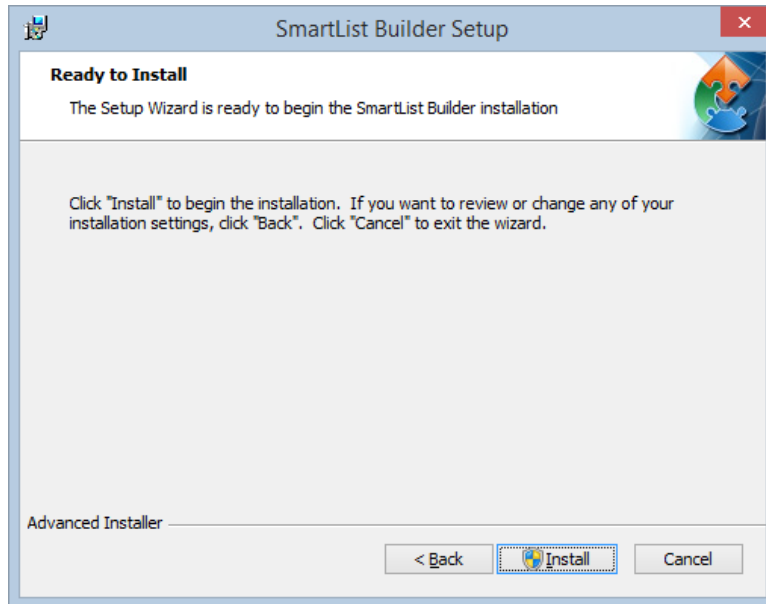 SmartList Builder Setup
Ready to Install
The Setup Wizard is ready to begin the SmartList Builder installation
Click "Install" to begin the installation.  If you want to review or change any of your
installation settings, click "Back".  Click "Cancel" to exit the wizard.
Advanced Installer
< Back
Install
Cancel